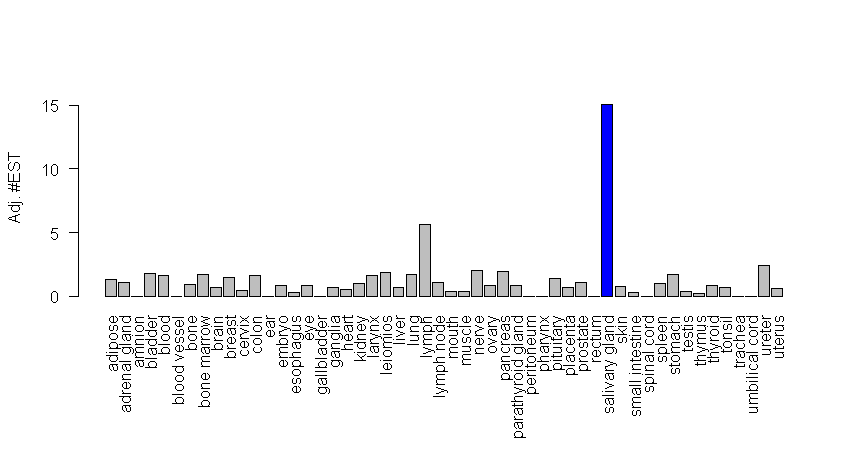 Adj. #EST
15
10
5
0
adipose
adrenal gland
amnion
bladder
blood
blood vessel
bone
bone marrow
brain
breast
cervix
colon
ear
embryo
esophagus
eye
gallbladder
ganglia
heart
kidney
larynx
leiomios
liver
lung
lymph
lymph node
mouth
muscle
nerve
ovary
pancreas
parathyroid gland
peritoneum
pharynx
pituitary
placenta
prostate
rectum
salivary gland
skin
small intestine
spinal cord
spleen
stomach
testis
thymus
thyroid
tonsil
trachea
umbilical cord
ureter
uterus